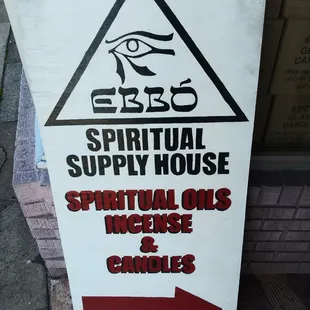 EBBÓ
SPIRITUAL
SUPPLY HOUSE
SPIRITUAL OILS
INCENSE
&
CANDLES